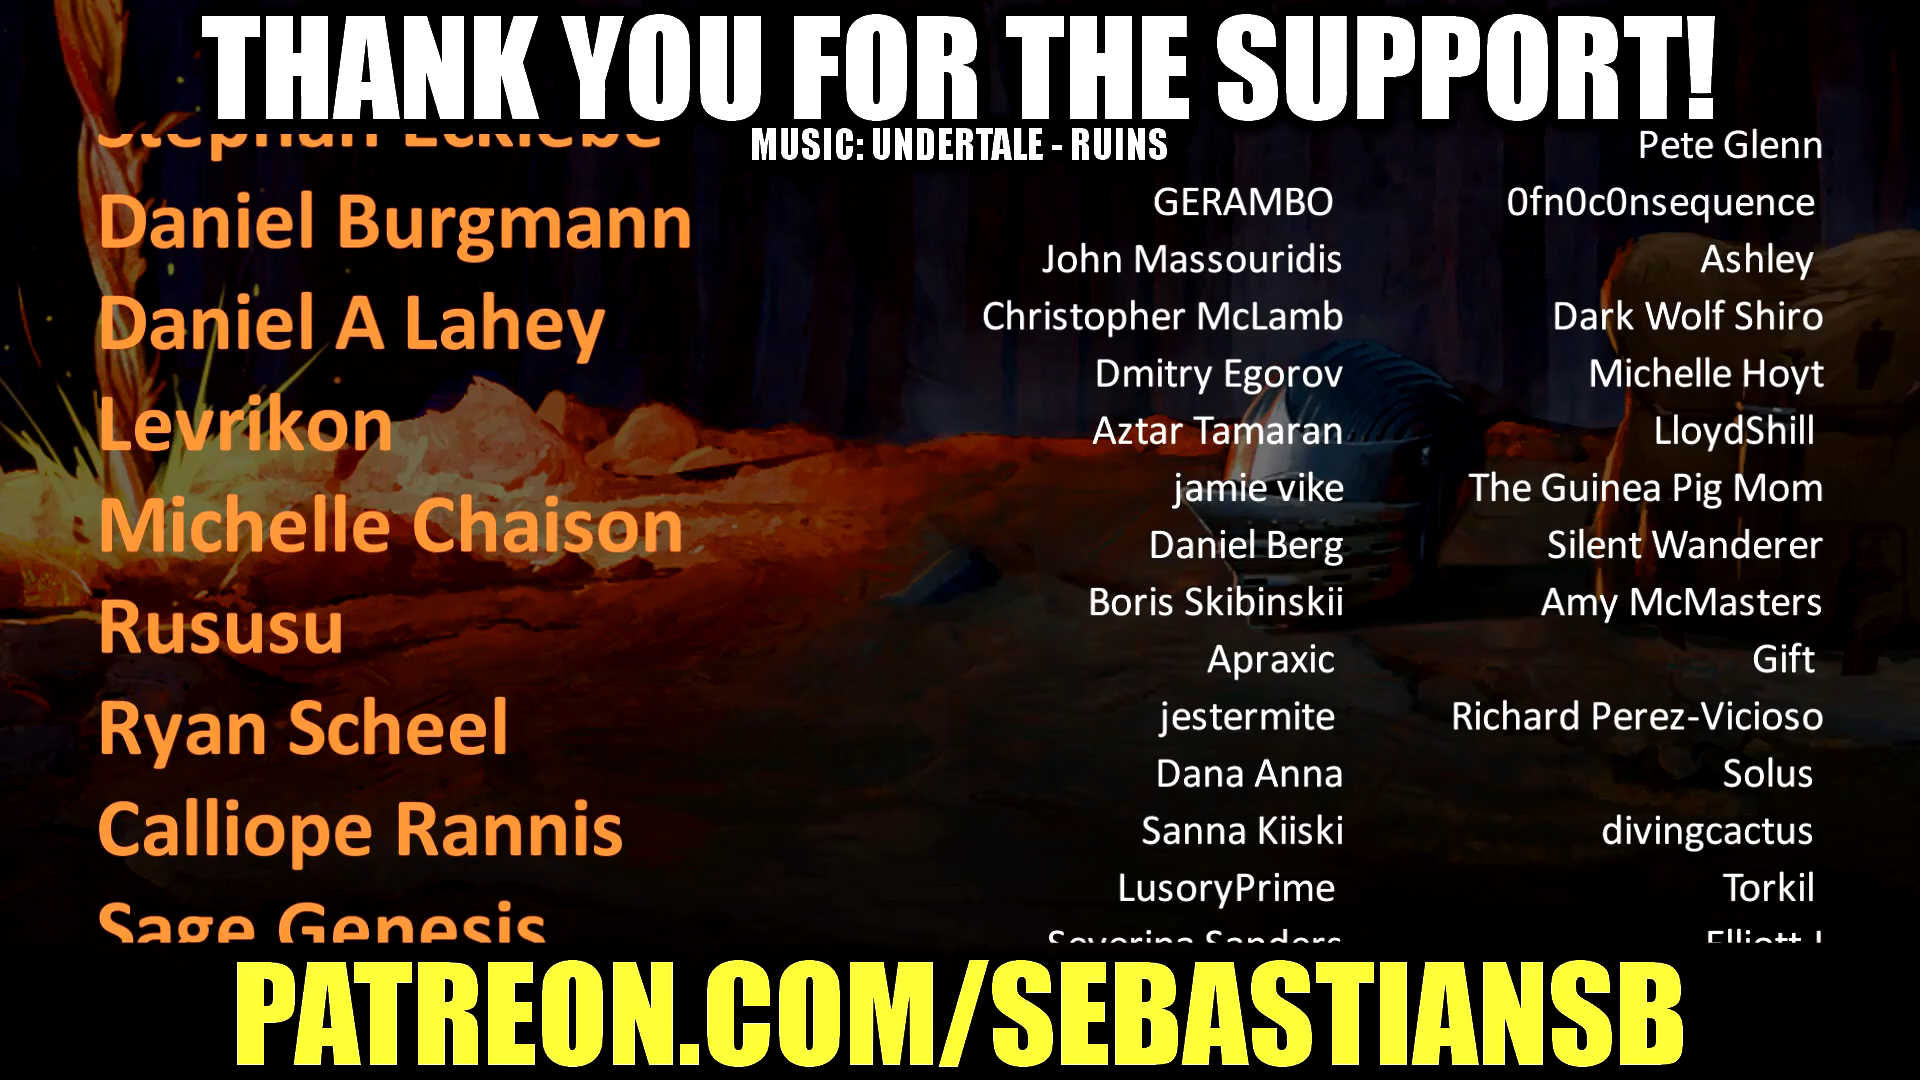 THANK YOU FOR THE SUPPORT!
MUSIC: UNDERTALE - RUINS
Daniel Burgmann
Daniel A Lahey
Levrikon
Michelle Chaison
Rususu
Ryan Scheel
Calliope Rannis
Sage Genesis
GERAMBO
John Massouridis
Christopher McLamb
Dmitry Egorov
Aztar Tamaran
jamie vike
Daniel Berg
Boris Skibinskii
Apraxic
jestermite
Dana Anna
Sanna Kiiski
LusoryPrime
Severina Sanders
Pete Glenn
0fn0c0nsequence
Ashley
Dark Wolf Shiro
Michelle Hoyt
LloydShill
The Guinea Pig Mom
Silent Wanderer
Amy McMasters
Gift
Richard Perez-Vicioso
Solus
divingcactus
Torkil
PATREON.COM/SEBASTIANSB